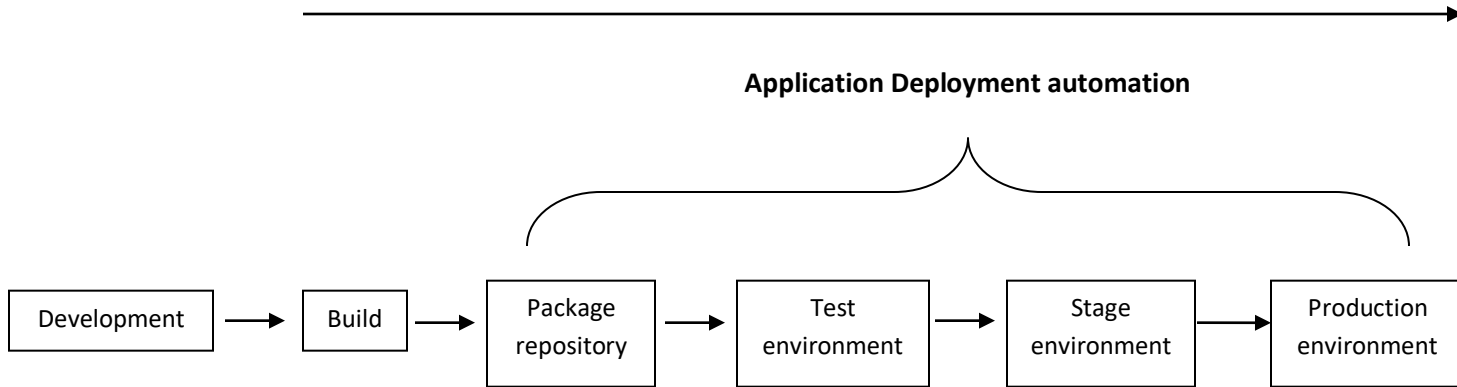 Application Deployment automation
Development
Build
Package
repository
Test
environment
Stage
environment
Production
environment